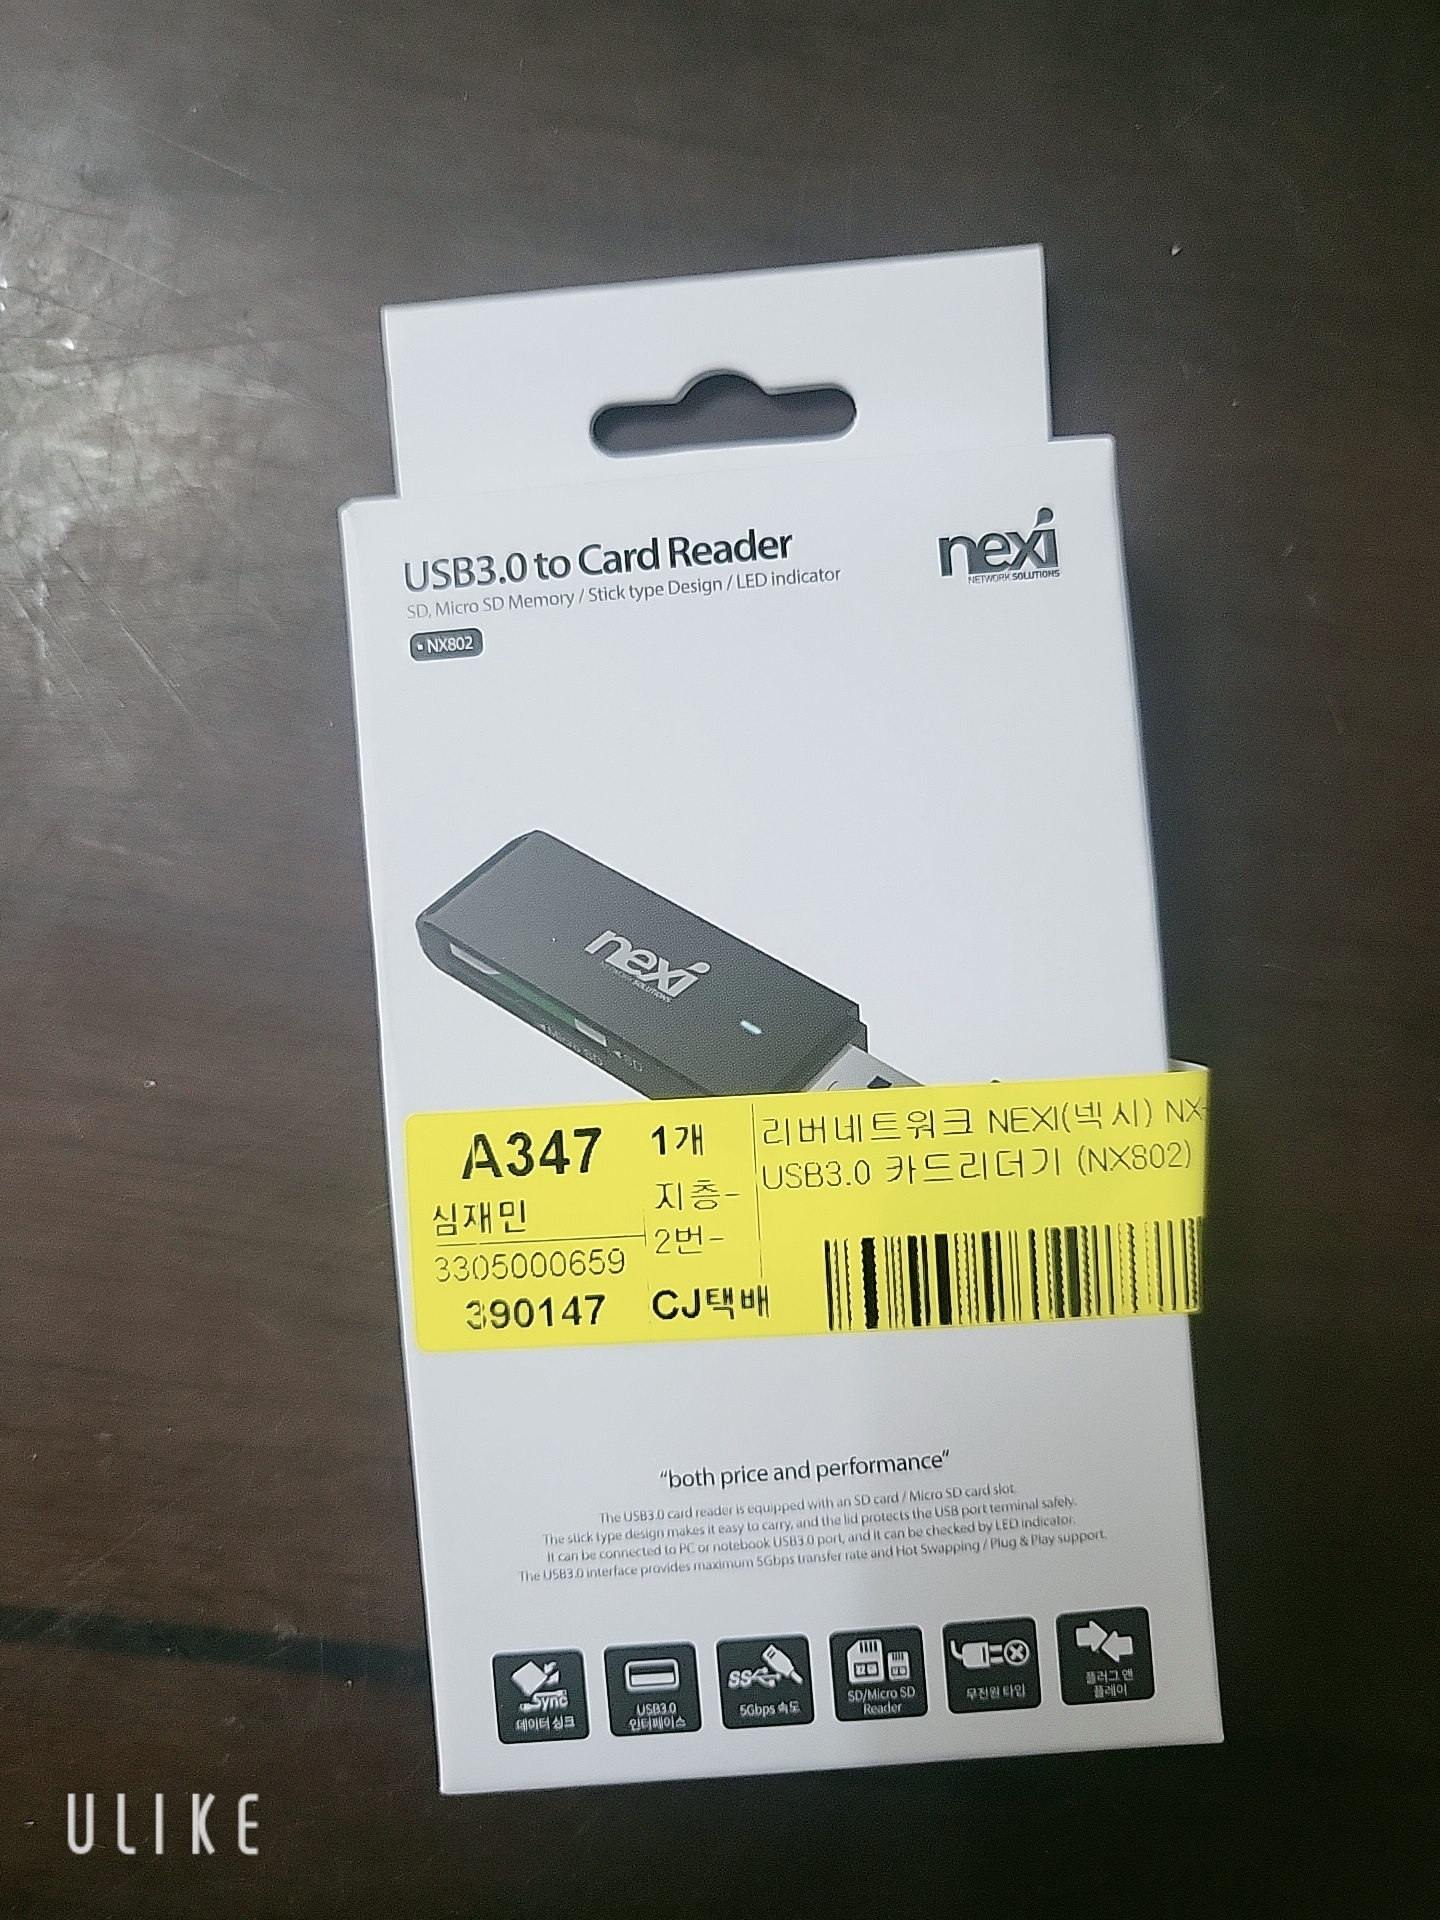 USB3.0 to Card Reader
SD, Micro SD Memory / Stick type Design / LED indicator
NX802
nexi
NETWORK SOLUTIONS
nexi
NETWORK SOLUTIONS
Micro SD
SD
A347
심재민
3305000659
390147
1개
지층-
2번-
CJ택배
리버네트워크 NEXI(넥시) NX-
USB3.0 카드리더기 (NX802)
“both price and performance”
The USB3.0 card reader is equipped with an SD card / Micro SD card slot.
The stick type design makes it easy to carry, and the lid protects the USB port terminal safely.
It can be connected to PC or notebook USB3.0 port, and it can be checked by LED indicator.
The USB3.0 interface provides maximum 5Gbps transfer rate and Hot Swapping / Plug & Play support.
Sync
데이터 싱크
USB3.0
인터페이스
SS
5Gbps 속도
SD/Micro SD
Reader
무전원 타입
플러그 앤
플레이
ULIKE